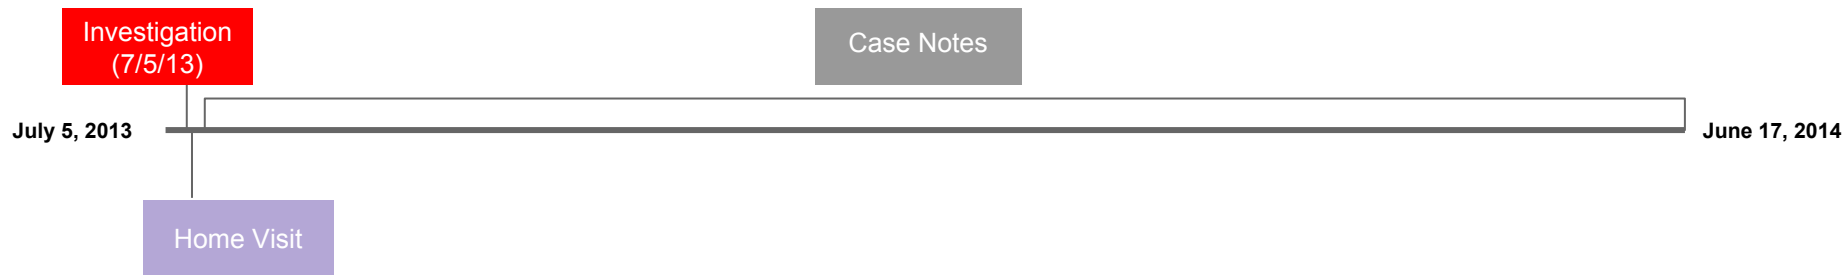 Investigation
(7/5/13)
Case Notes
July 5, 2013
June 17, 2014
Home Visit